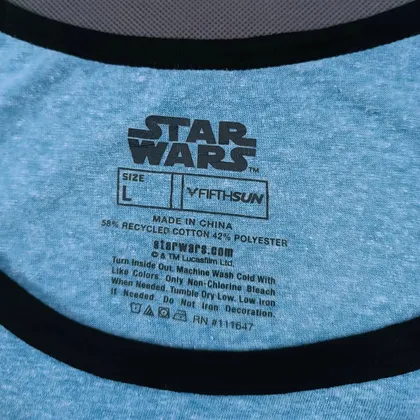 STAR
WARS™
SIZE
L
FIFTHSUN
MADE IN CHINA
58% RECYCLED COTTON 42% POLYESTER
starwars.com
© & TM Lucasfilm Ltd.
Turn Inside Out. Machine Wash Cold With
Like Colors. Only Non-Chlorine Bleach
When Needed. Tumble Dry Low. Low Iron
If Needed. Do Not Iron Decoration.
RN #111647